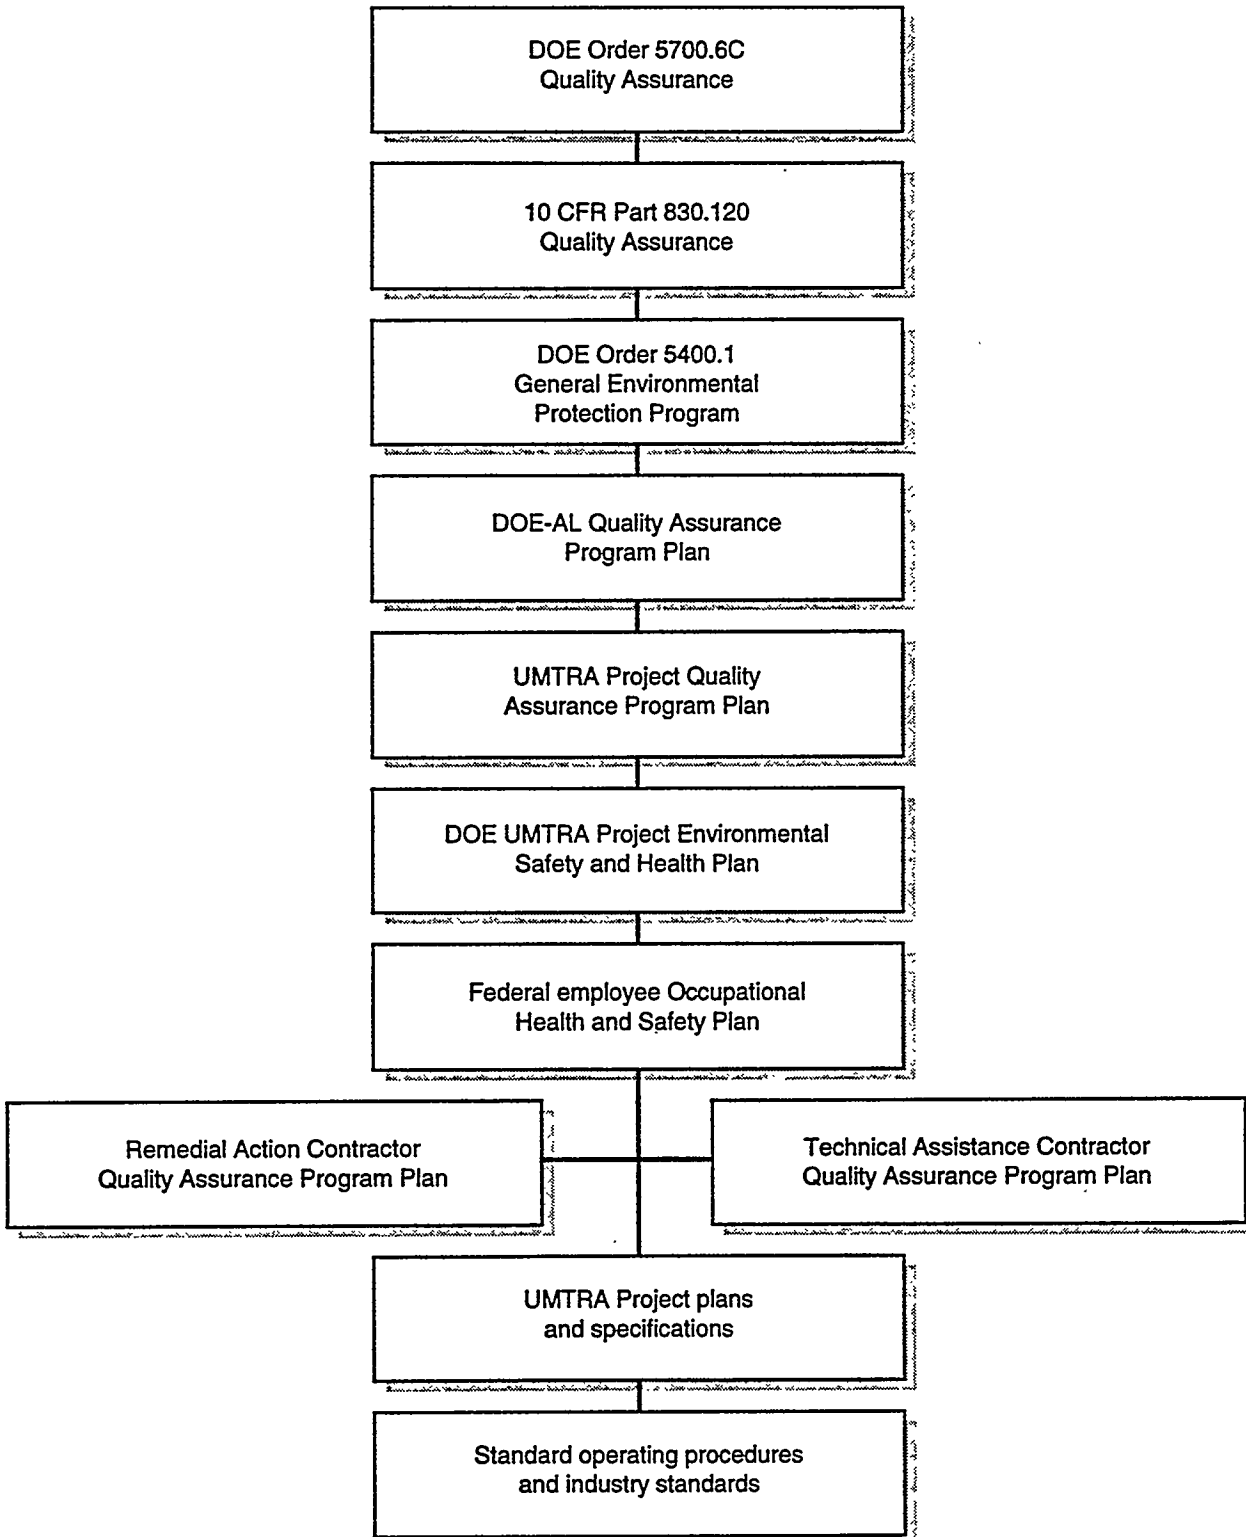 DOE Order 5700.6C
Quality Assurance
10 CFR Part 830.120
Quality Assurance
DOE Order 5400.1
General Environmental
Protection Program
DOE-AL Quality Assurance
Program Plan
UMTRA Project Quality
Assurance Program Plan
DOE UMTRA Project Environmental
Safety and Health Plan
Federal employee Occupational
Health and Safety Plan
Remedial Action Contractor
Quality Assurance Program Plan
Technical Assistance Contractor
Quality Assurance Program Plan
UMTRA Project plans
and specifications
Standard operating procedures
and industry standards